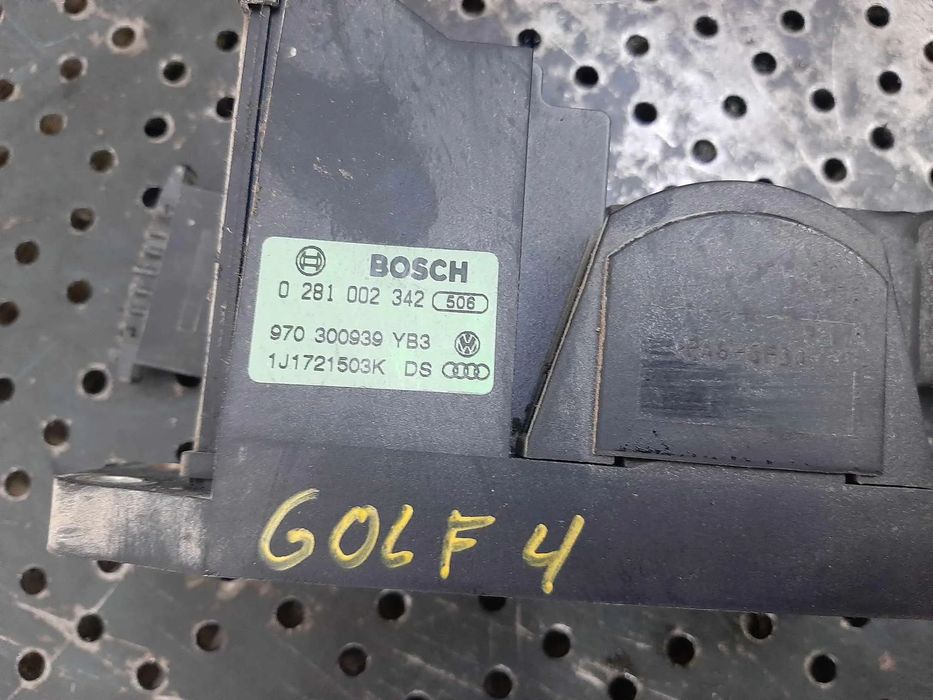 BOSCH
0 281 002 342 506
970 300939 YB3
1J1721503K DS
GOLF 4